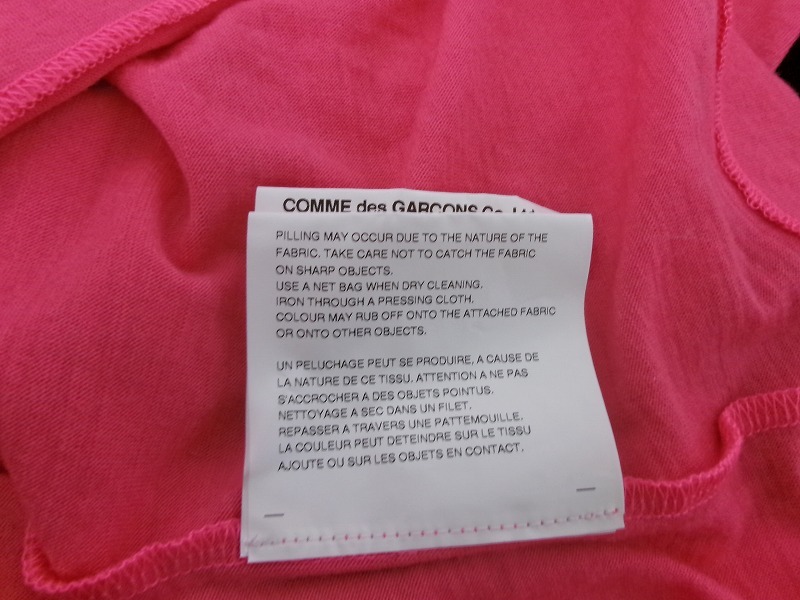 COMME des GARCONS Co., Ltd.
PILLING MAY OCCUR DUE TO THE NATURE OF THE
FABRIC. TAKE CARE NOT TO CATCH THE FABRIC
ON SHARP OBJECTS.
USE A NET BAG WHEN DRY CLEANING.
IRON THROUGH A PRESSING CLOTH.
COLOUR MAY RUB OFF ONTO THE ATTACHED FABRIC
OR ONTO OTHER OBJECTS.
UN PELUCHAGE PEUT SE PRODUIRE, A CAUSE DE
LA NATURE DE CE TISSU. ATTENTION A NE PAS
S'ACCROCHER A DES OBJETS POINTUS.
NETTOYAGE A SEC DANS UN FILET.
REPASSER A TRAVERS UNE PATTEMOUILLE.
LA COULEUR PEUT DETEINDRE SUR LE TISSU
AJOUTE OU SUR LES OBJETS EN CONTACT.